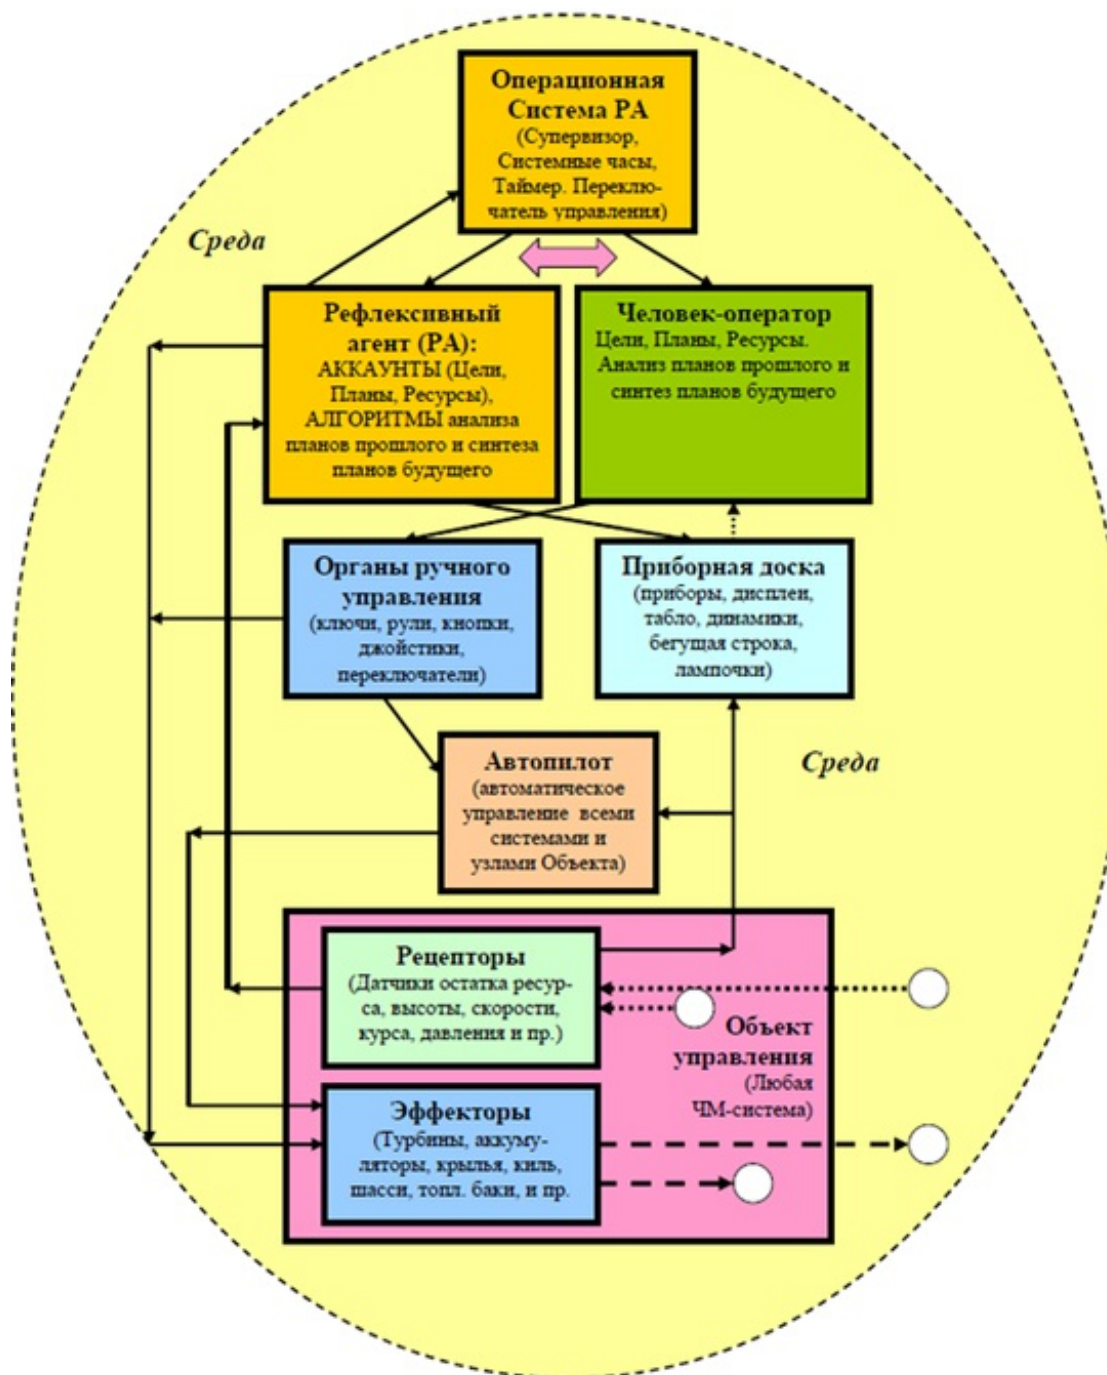 Операционная
Система РА
(Супервизор,
Системные часы,
Таймер. Переклю-
чатель управления)
Среда
Рефлексивный
агент (РА):
АККАУНТЫ (Цели,
Планы, Ресурсы),
АЛГОРИТМЫ анализа
планов прошлого и синтеза
планов будущего
Человек-оператор
Цели, Планы, Ресурсы.
Анализ планов прошлого и
синтез планов будущего
Органы ручного
управления
(ключи, рули, кнопки,
джойстики,
переключатели)
Приборная доска
(приборы, дисплеи,
табло, динамики,
бегущая строка,
лампочки)
Автопилот
(автоматическое
управление всеми
системами и
узлами Объекта)
Среда
Рецепторы
(Датчики остатка ресур-
са, высоты, скорости,
курса, давления и пр.)
Объект
управления
(Любая
ЧМ-система)
Эффекторы
(Турбины, аккуму-
ляторы, крылья, киль,
шасси, топл. баки, и пр.